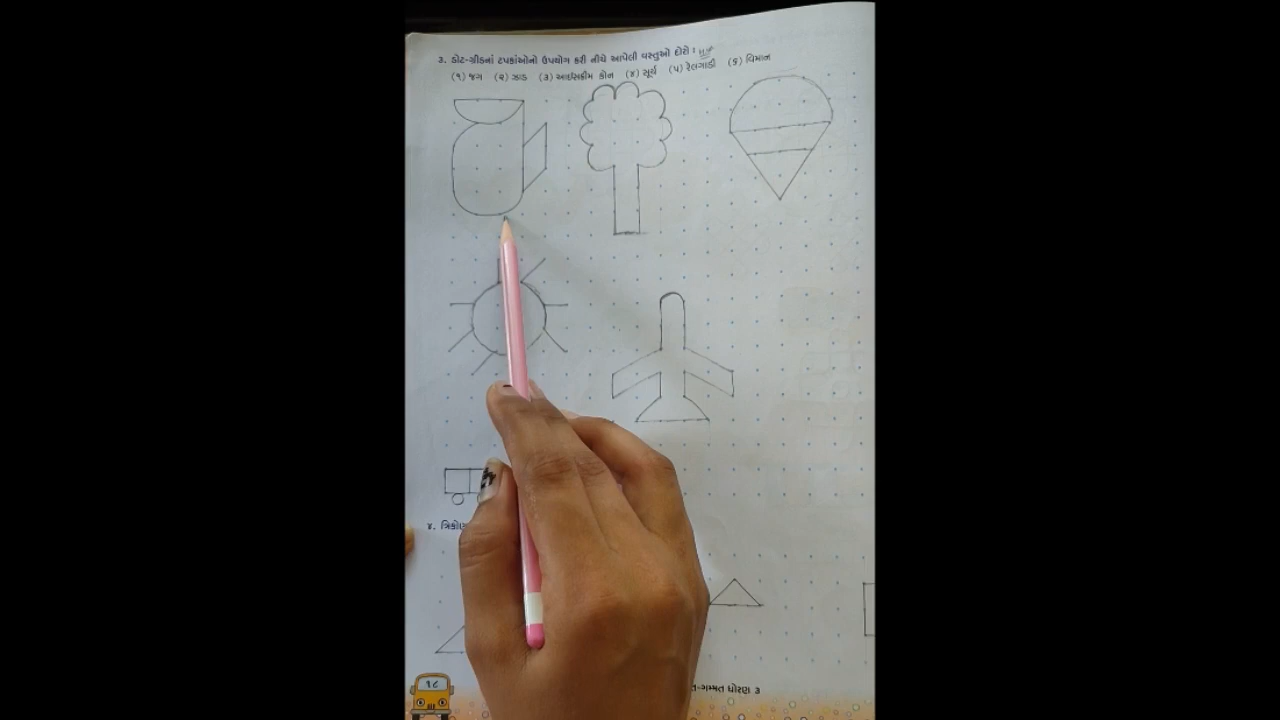 ૩. ડોટ-ગ્રીડનાં ટપકાંઓનો ઉપયોગ કરી નીચે આપેલી વસ્તુઓ દોરો :
(૧) જગ (૨) ઝાડ (૩) આઇસક્રીમ કોન (૪) સૂર્ય (૫) રેલગાડી (૬) વિમાન
૪. ત્રિકોણ
૧૮
ગમ્મત ધોરણ ૩